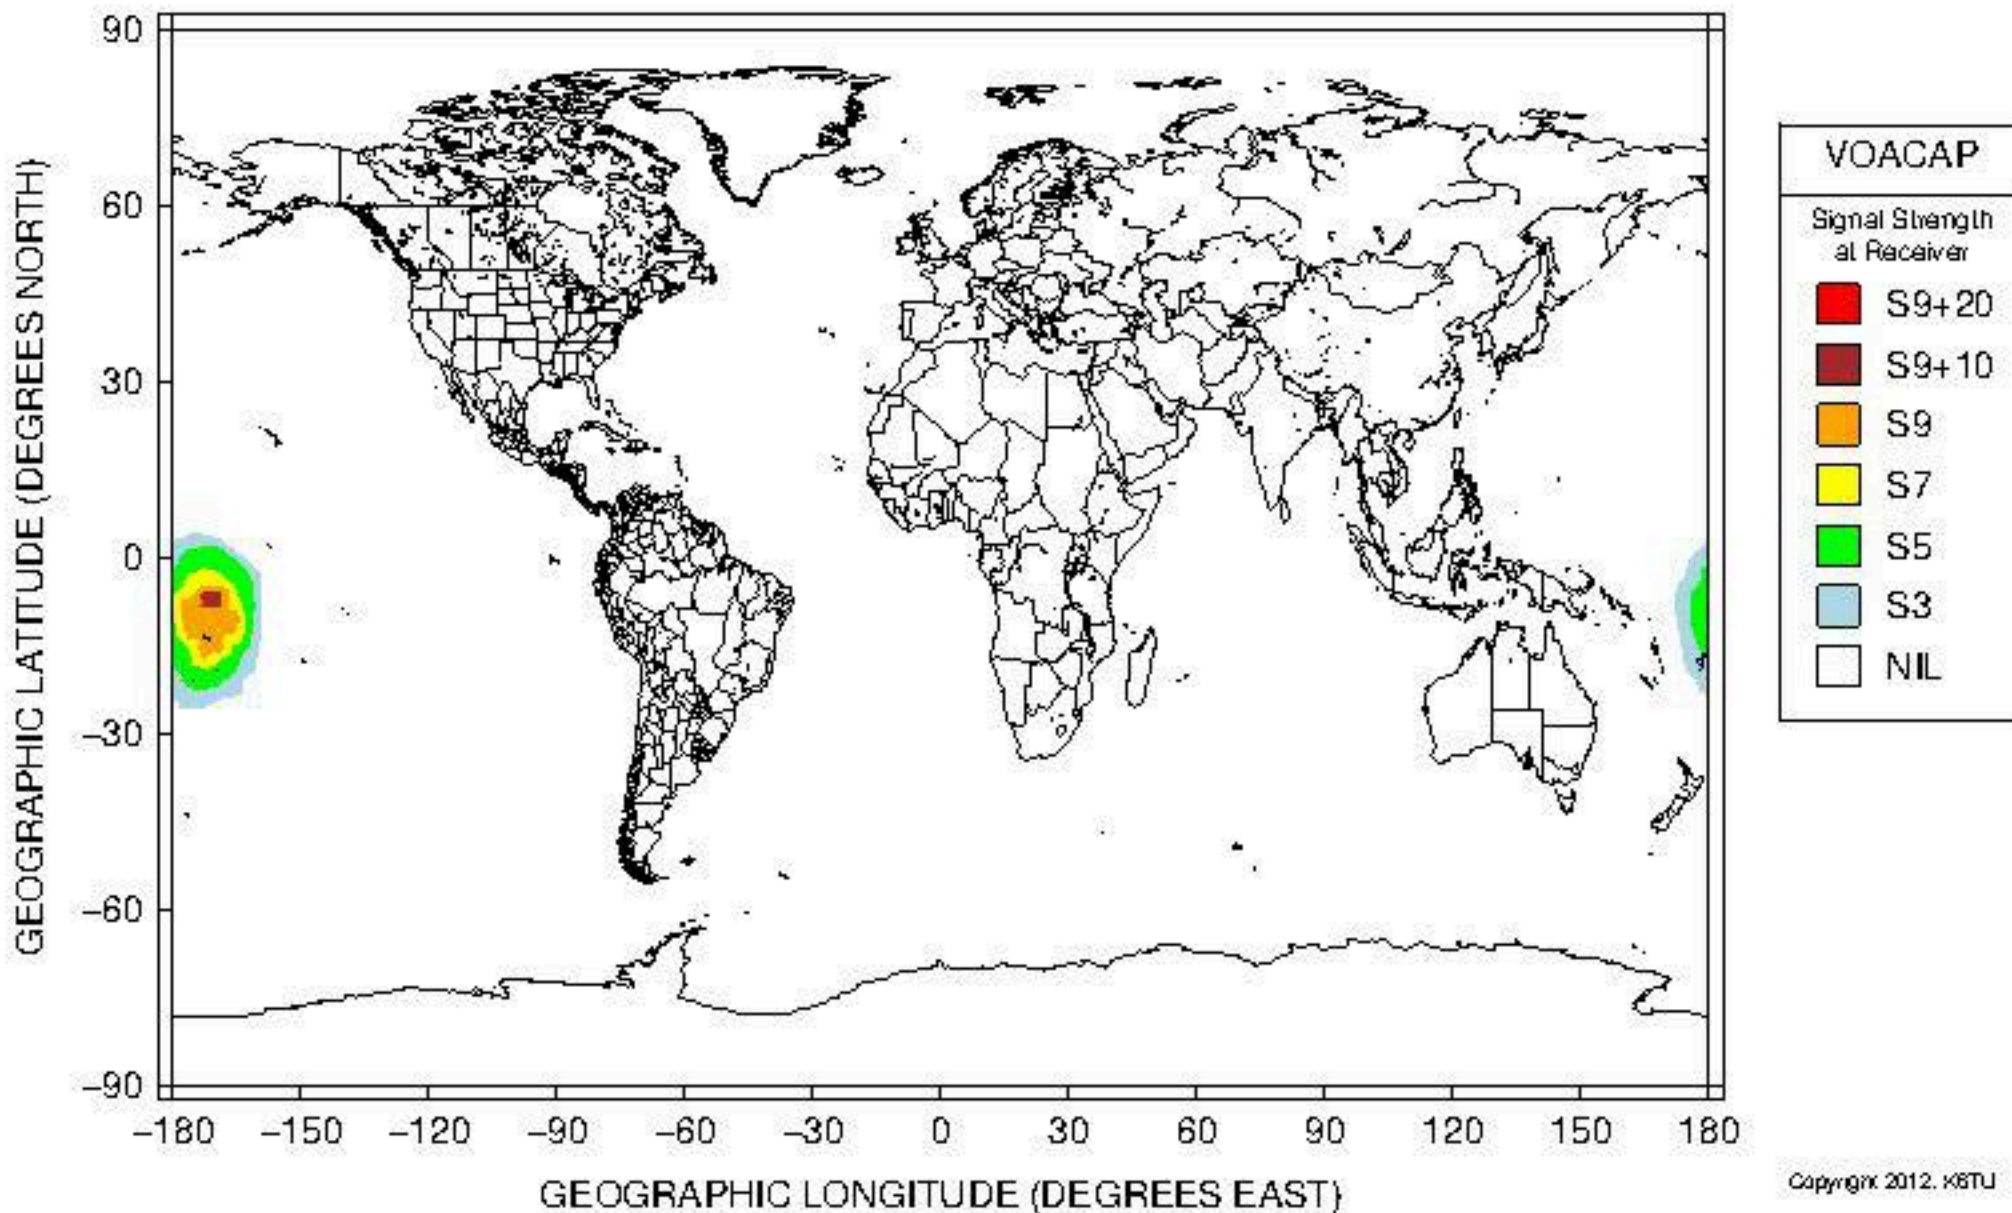 GEOGRAPHIC LATITUDE (DEGREES NORTH)
90
60
30
0
−30
−60
−90
−180 −150 −120 −90 −60 −30 0 30 60 90 120 150 180
GEOGRAPHIC LONGITUDE (DEGREES EAST)
VOACAP
Signal Strength
at Receiver
S9+20
S9+10
S9
S7
S5
S3
NIL
Copyright 2012, K6TU